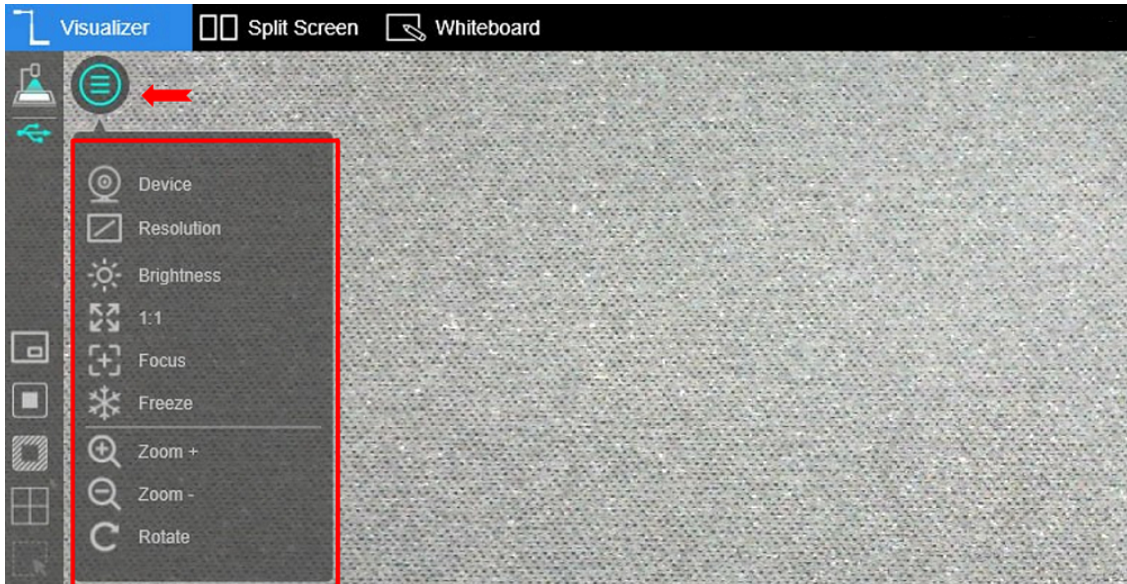 Visualizer
Split Screen
Whiteboard
Device
Resolution
Brightness
1:1
Focus
Freeze
Zoom +
Zoom -
Rotate